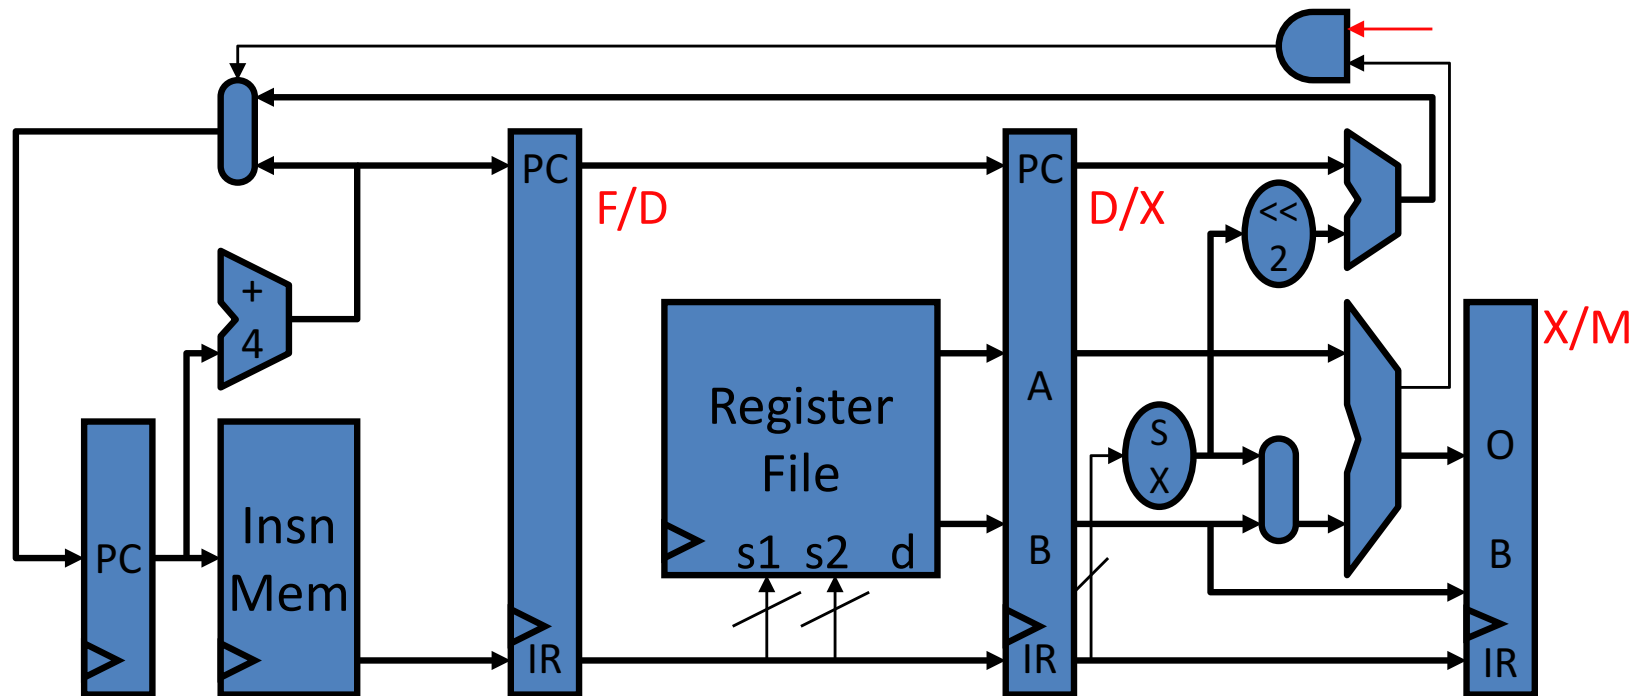 PC
F/D
PC
D/X
<<
2
+
4
X/M
Register
File
A
S
X
O
Insn
Mem
PC
s1 s2 d
B
B
IR
IR
IR